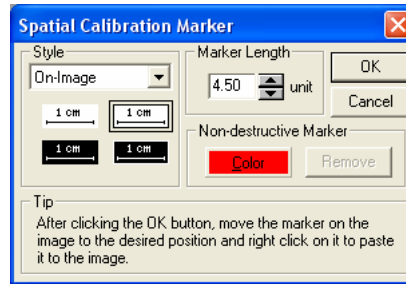 Spatial Calibration Marker
Style
On-Image
1 cm
1 cm
1 cm
1 cm
Marker Length
4.50 unit
OK
Cancel
Non-destructive Marker
Color
Remove
Tip
After clicking the OK button, move the marker on the
image to the desired position and right click on it to paste
it to the image.